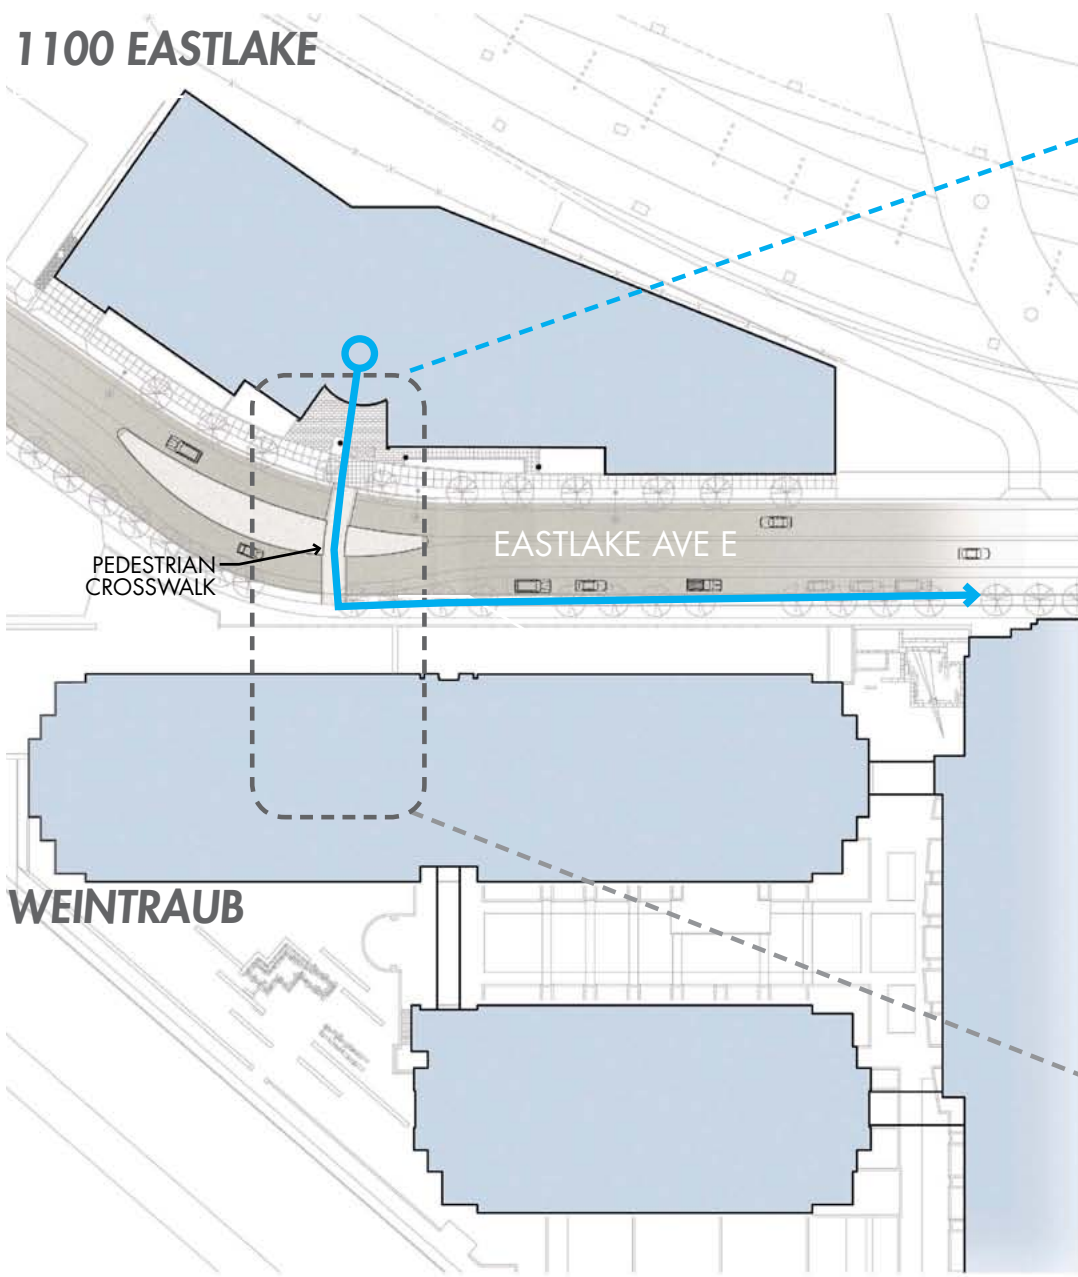 1100 EASTLAKE
EASTLAKE AVE E
PEDESTRIAN
CROSSWALK
WEINTRAUB